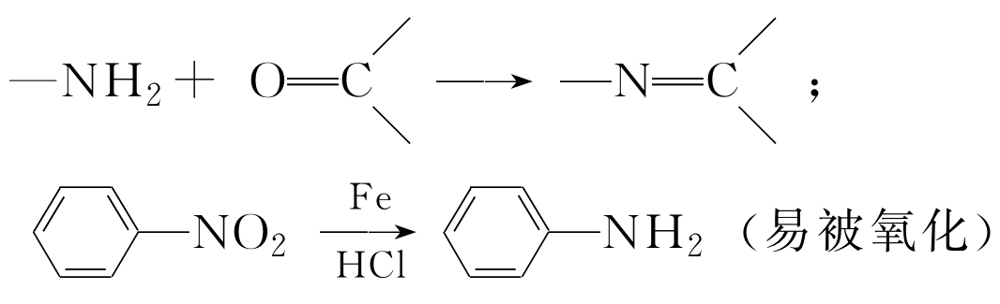 —NH₂ + O=C ⟶ —N=C ;
—NO₂ Fe HCl ⟶ —NH₂ (易被氧化)